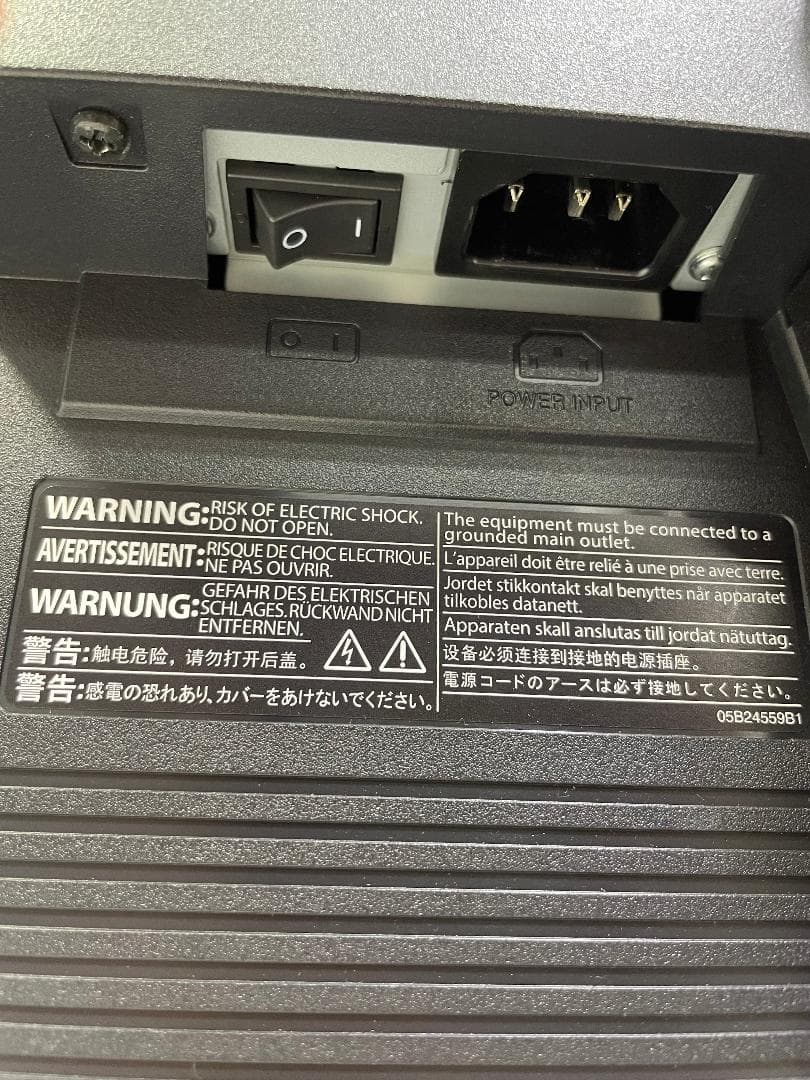 O I
O I
POWER INPUT
WARNING: RISK OF ELECTRIC SHOCK.
DO NOT OPEN.
AVERTISSEMENT: RISQUE DE CHOC ELECTRIQUE.
NE PAS OUVRIR.
WARNUNG: GEFAHR DES ELEKTRISCHEN
SCHLAGES. RÜCKWAND NICHT
ENTFERNEN.
警告:触电危险，请勿打开后盖。
警告:感電の恐れあり、カバーをあけないでください。
The equipment must be connected to a
grounded main outlet.
L'appareil doit être relié à une prise avec terre.
Jordet stikkontakt skal benyttes når apparatet
tilkobles datanett.
Apparaten skall anslutas till jordat nätuttag.
设备必须连接到接地的电源插座。
電源コードのアースは必ず接地してください。
05B24559B1